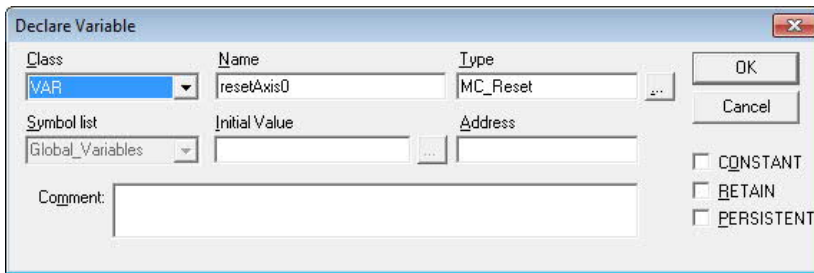 Declare Variable
Class Name Type
VAR resetAxis0 MC_Reset ... OK
Symbol list Initial Value Address Cancel
Global_Variables ...
CONSTANT
Comment: RETAIN
PERSISTENT